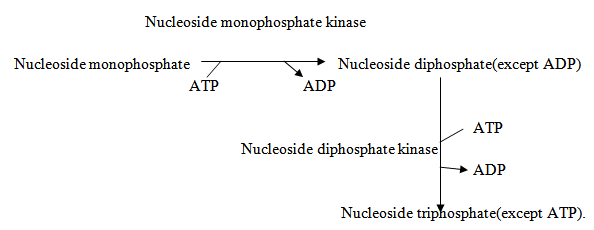 Nucleoside monophosphate kinase
Nucleoside monophosphate
Nucleoside diphosphate(except ADP)
ATP
ADP
ATP
Nucleoside diphosphate kinase
ADP
Nucleoside triphosphate(except ATP).